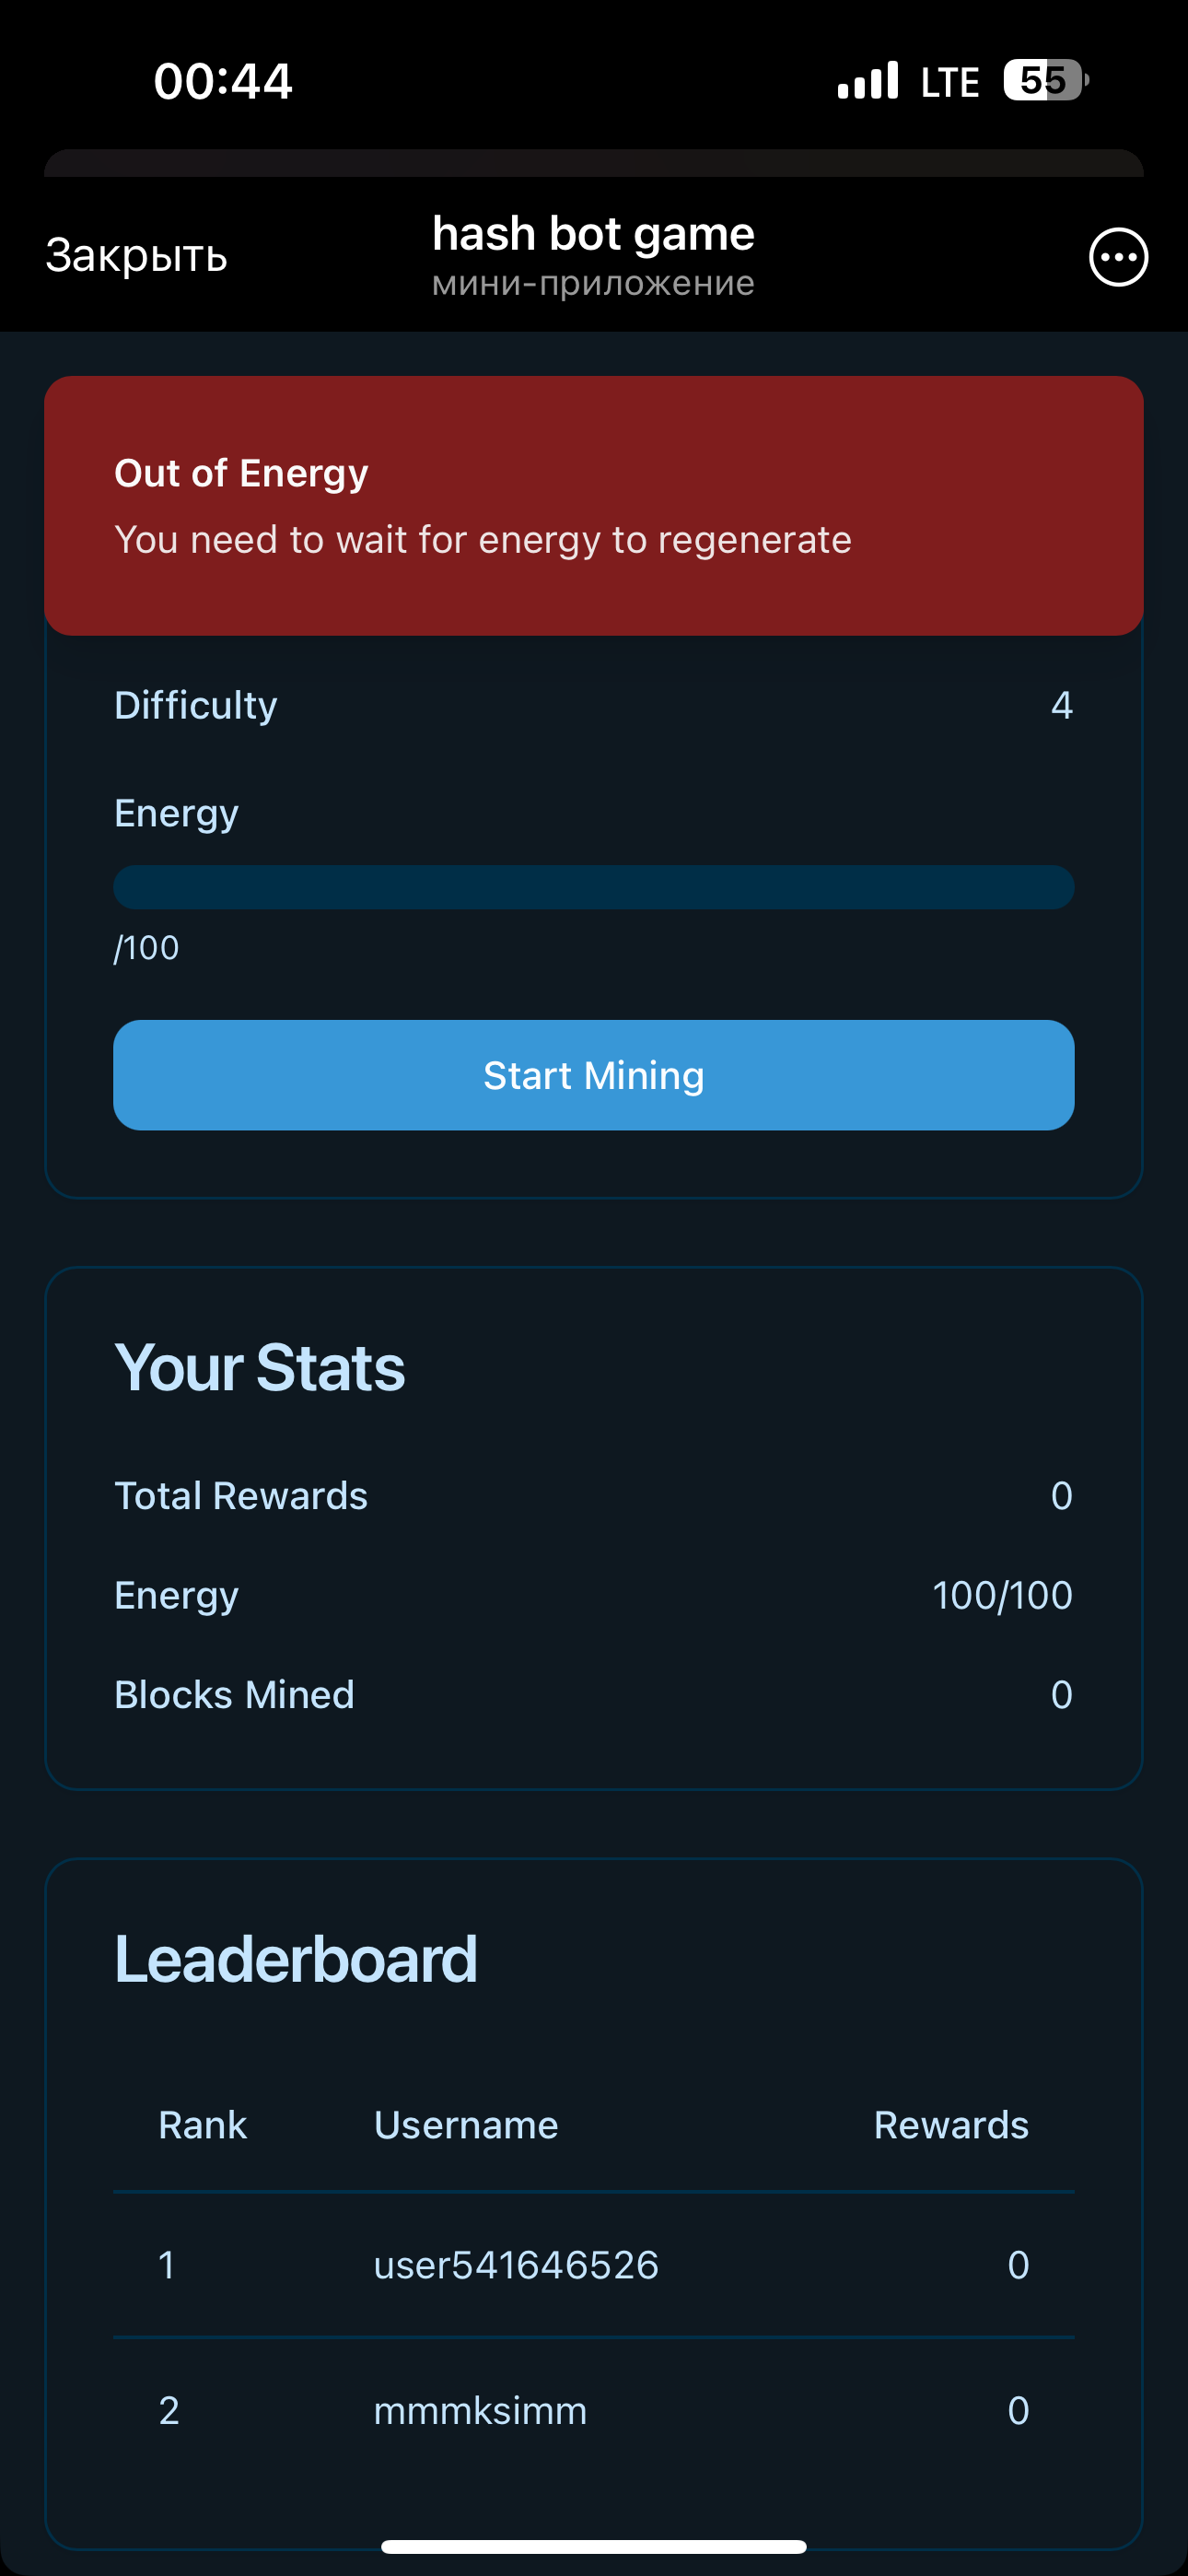 00:44 LTE 55
Закрыть
hash bot game
мини-приложение
Out of Energy
You need to wait for energy to regenerate
Difficulty 4
Energy
/100
Start Mining
Your Stats
Total Rewards 0
Energy 100/100
Blocks Mined 0
Leaderboard
Rank Username Rewards
1 user541646526 0
2 mmmksimm 0